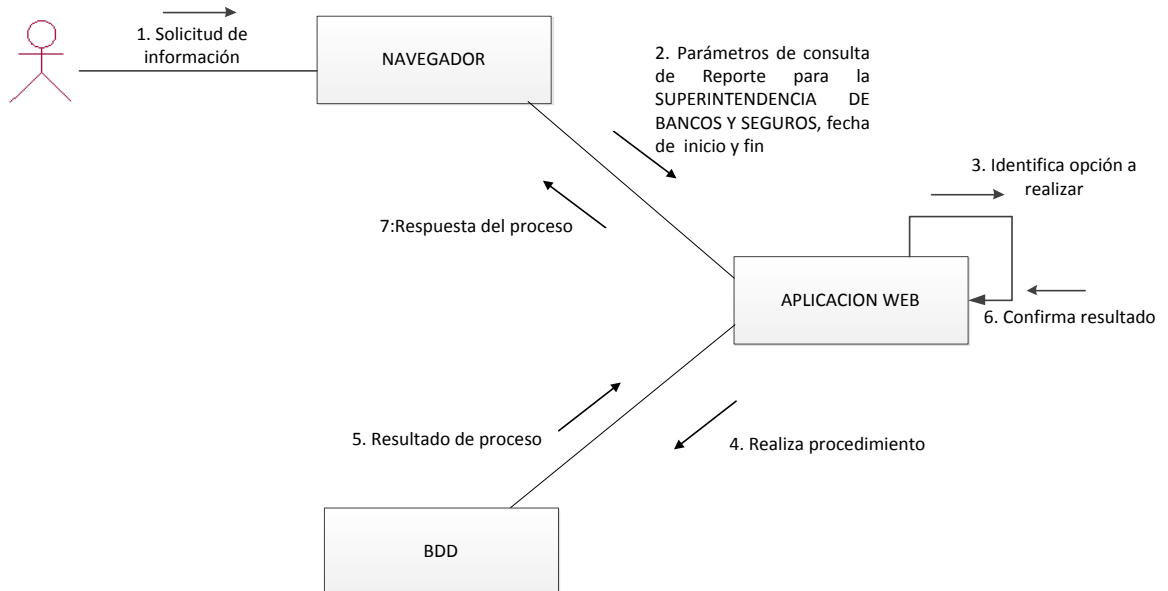 1. Solicitud de
información
NAVEGADOR
2. Parámetros de consulta
de Reporte para la
SUPERINTENDENCIA DE
BANCOS Y SEGUROS, fecha
de inicio y fin
3. Identifica opción a
realizar
7:Respuesta del proceso
APLICACION WEB
6. Confirma resultado
5. Resultado de proceso
4. Realiza procedimiento
BDD